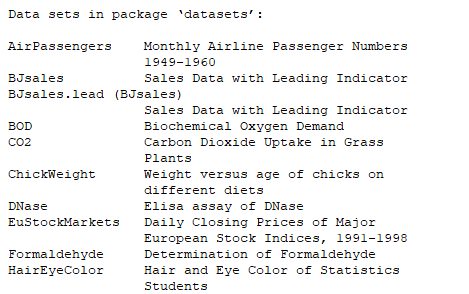 Data sets in package ‘datasets’:
AirPassengers Monthly Airline Passenger Numbers
1949-1960
BJsales Sales Data with Leading Indicator
BJsales.lead (BJsales)
Sales Data with Leading Indicator
BOD Biochemical Oxygen Demand
CO2 Carbon Dioxide Uptake in Grass
Plants
ChickWeight Weight versus age of chicks on
different diets
DNase Elisa assay of DNase
EuStockMarkets Daily Closing Prices of Major
European Stock Indices, 1991-1998
Formaldehyde Determination of Formaldehyde
HairEyeColor Hair and Eye Color of Statistics
Students